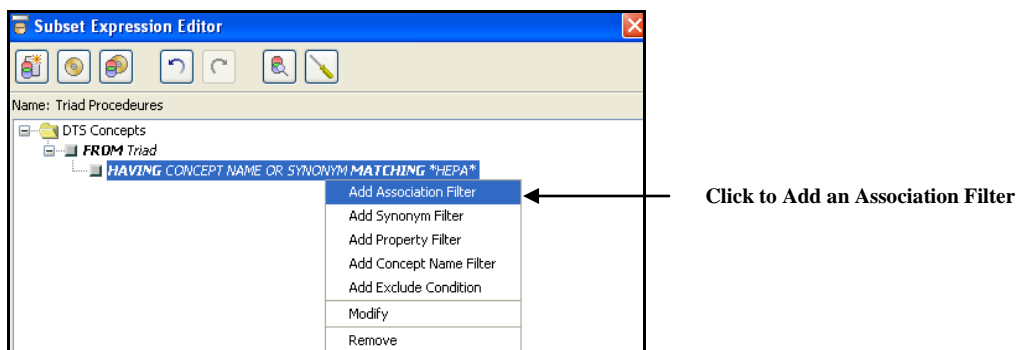 Subset Expression Editor
Name: Triad Procedeures
DTS Concepts
FROM Triad
HAVING CONCEPT NAME OR SYNONYM MATCHING *HEPA*
Add Association Filter
Click to Add an Association Filter
Add Synonym Filter
Add Property Filter
Add Concept Name Filter
Add Exclude Condition
Modify
Remove